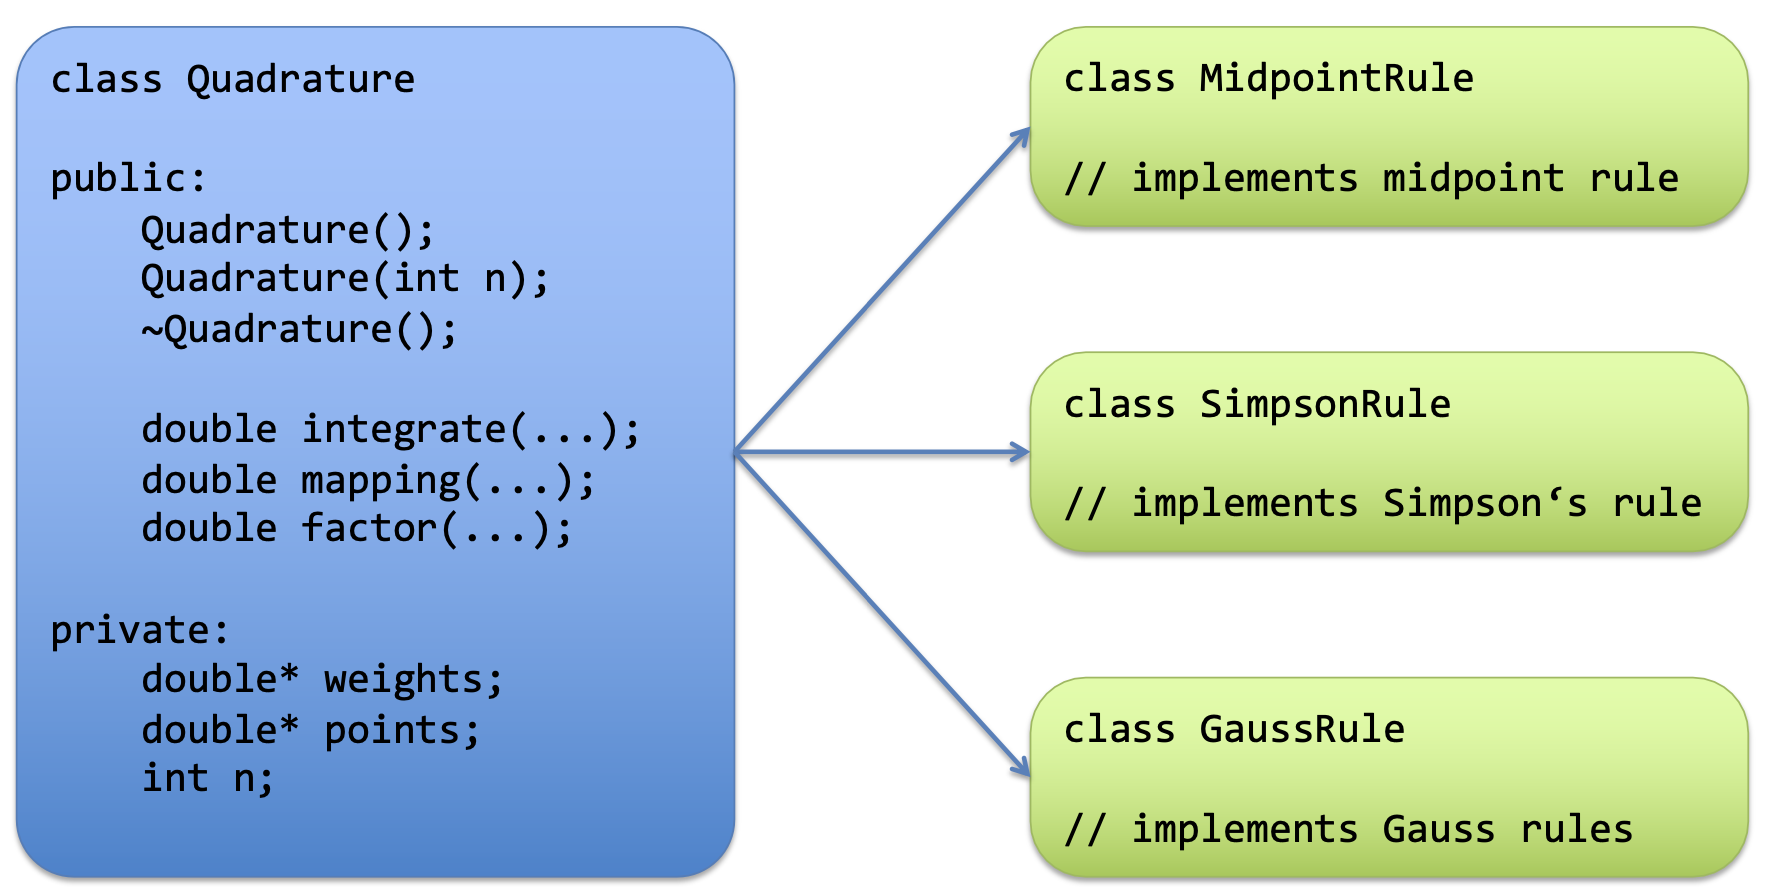 class Quadrature
public:
Quadrature();
Quadrature(int n);
~Quadrature();
double integrate(...);
double mapping(...);
double factor(...);
private:
double* weights;
double* points;
int n;
class MidpointRule
// implements midpoint rule
class SimpsonRule
// implements Simpson‘s rule
class GaussRule
// implements Gauss rules